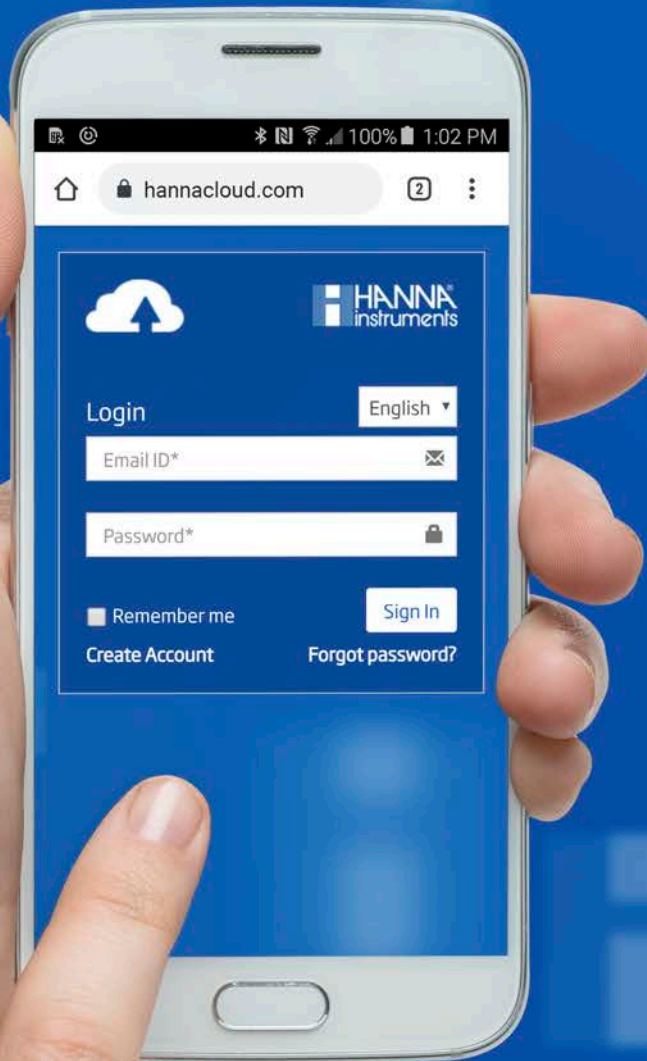 100% 1:02 PM
hannacloud.com 2
HANNA®
instruments
Login English
Email ID*
Password*
Remember me Sign In
Create Account Forgot password?